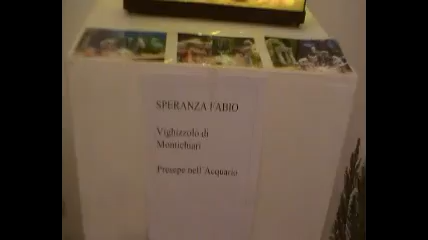 SPERANZA FABIO
Vighizzolo di
Montichiari
Presepe nell'Acquario